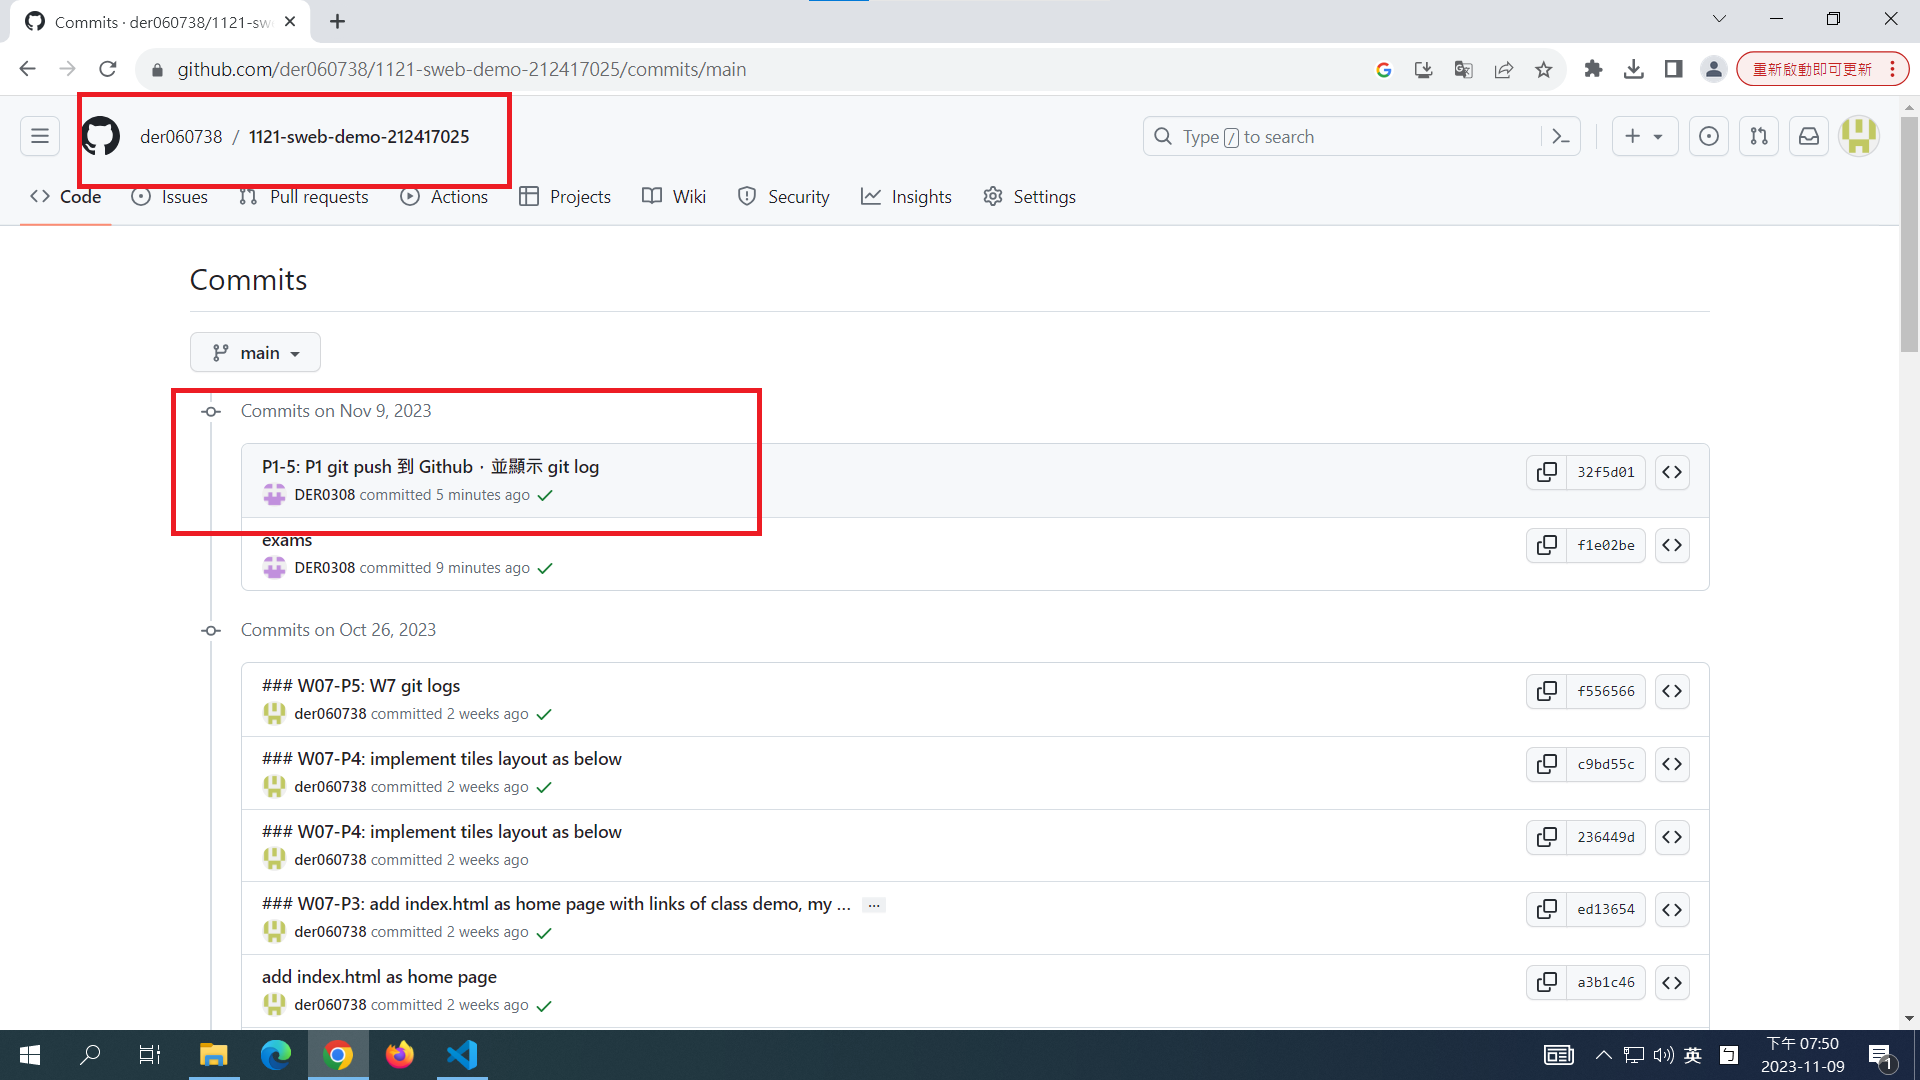 Commits · der060738/1121-sw
github.com/der060738/1121-sweb-demo-212417025/commits/main
重新啟動即可更新
der060738 / 1121-sweb-demo-212417025
Type / to search
Code Issues Pull requests Actions Projects Wiki Security Insights Settings
Commits
main
Commits on Nov 9, 2023
P1-5: P1 git push 到 Github，並顯示 git log
32f5d01
DER0308 committed 5 minutes ago
exams
f1e02be
DER0308 committed 9 minutes ago
Commits on Oct 26, 2023
### W07-P5: W7 git logs
f556566
der060738 committed 2 weeks ago
### W07-P4: implement tiles layout as below
c9bd55c
der060738 committed 2 weeks ago
### W07-P4: implement tiles layout as below
236449d
der060738 committed 2 weeks ago
### W07-P3: add index.html as home page with links of class demo, my … …
ed13654
der060738 committed 2 weeks ago
add index.html as home page
a3b1c46
der060738 committed 2 weeks ago
英
下午 07:50
2023-11-09
1